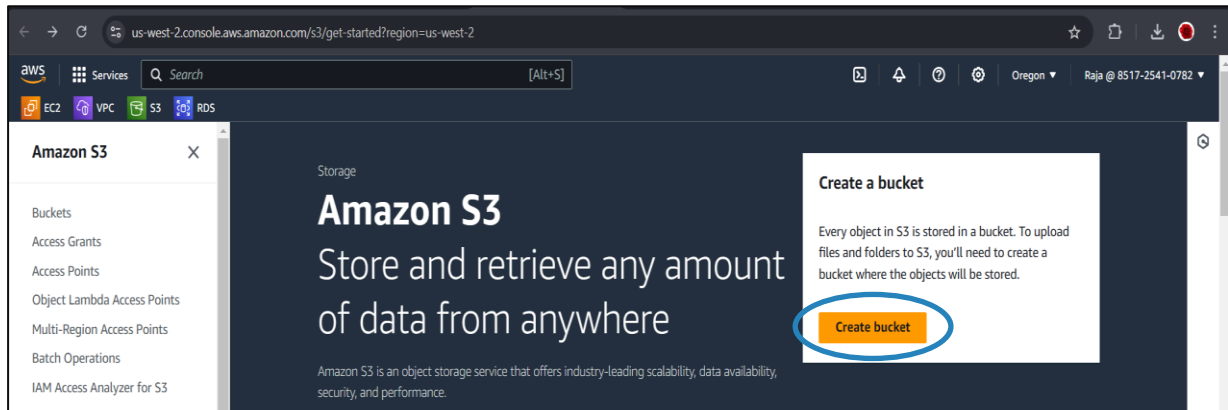 us-west-2.console.aws.amazon.com/s3/get-started?region=us-west-2
aws Services Search [Alt+S] Oregon Raja @ 8517-2541-0782
EC2 VPC S3 RDS
Amazon S3
Buckets
Access Grants
Access Points
Object Lambda Access Points
Multi-Region Access Points
Batch Operations
IAM Access Analyzer for S3
Storage
Amazon S3
Store and retrieve any amount
of data from anywhere
Amazon S3 is an object storage service that offers industry-leading scalability, data availability,
security, and performance.
Create a bucket
Every object in S3 is stored in a bucket. To upload
files and folders to S3, you'll need to create a
bucket where the objects will be stored.
Create bucket